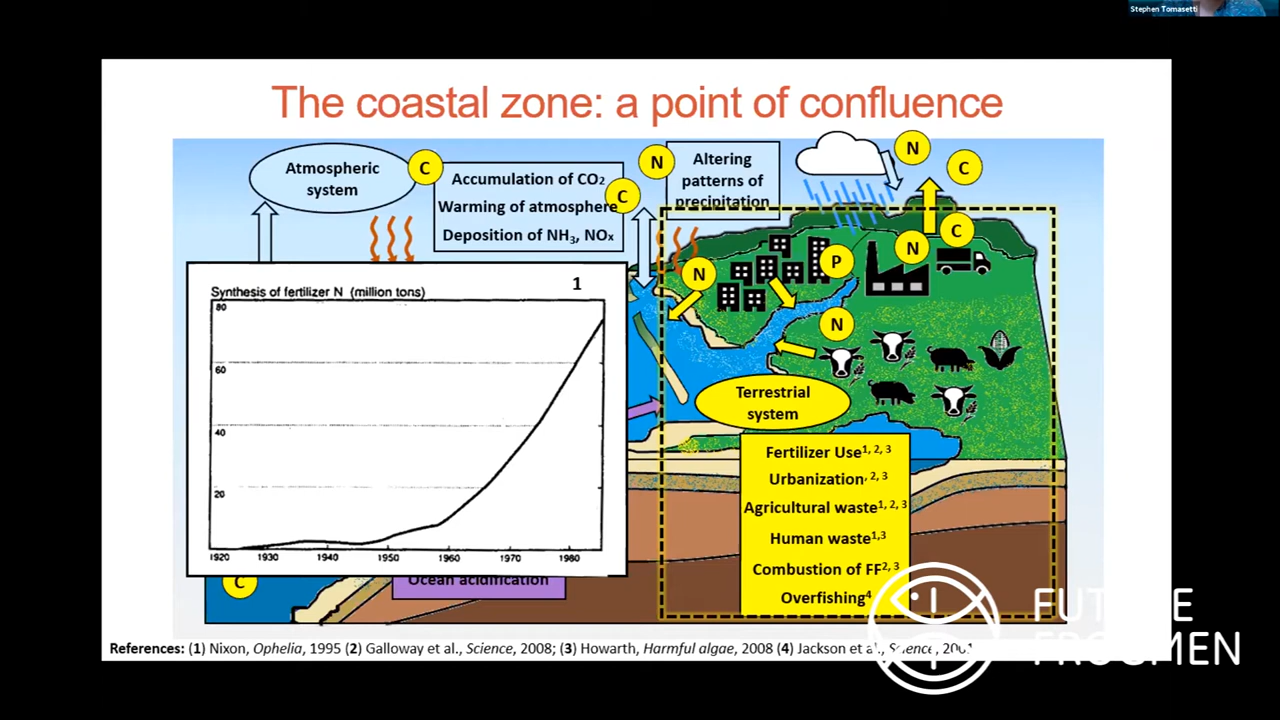 Stephen Tomasetti
The coastal zone: a point of confluence
Atmospheric
system
C
Accumulation of CO₂
Warming of atmosphere
Deposition of NH₃, NOₓ
C
N
Altering
patterns of
precipitation
N
C
C
N
P
N
N
1
Synthesis of fertilizer N (million tons)
80
60
40
20
1920 1930 1940 1950 1960 1970 1980
Terrestrial
system
Fertilizer Use1, 2, 3
Urbanization, 2, 3
Agricultural waste1, 2, 3
Human waste1,3
Combustion of FF2, 3
Overfishing4
C
Ocean acidification
FUTURE
FROGMEN
References: (1) Nixon, Ophelia, 1995 (2) Galloway et al., Science, 2008; (3) Howarth, Harmful algae, 2008 (4) Jackson et al., Science, 2001